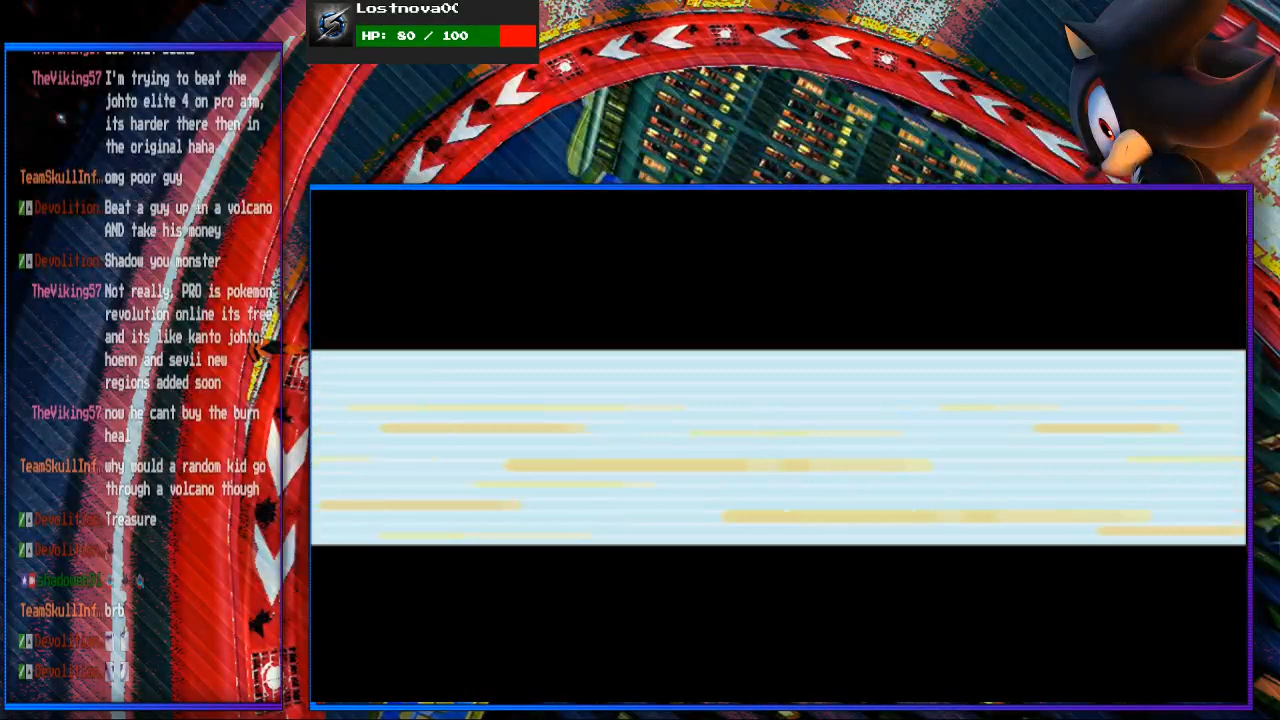 LostnovaOC
HP: 80 / 100
TheViking57 I'm trying to beat the
johto elite 4 on pro atm,
its harder there then in
the original haha
TeamSkullInf… omg poor guy
Devolition: Beat a guy up in a volcano
AND take his money
Devolition: Shadow you monster
TheViking57 Not really, PRO is pokemon
revolution online its free
and its like kanto johto,
hoenn and sevii new
regions added soon
TheViking57 now he cant buy the burn
heal
TeamSkullInf… why would a random kid go
through a volcano though
Devolition: Treasure
Devolition:
TeamSkullInf… brb
Devolition:
Devolition: